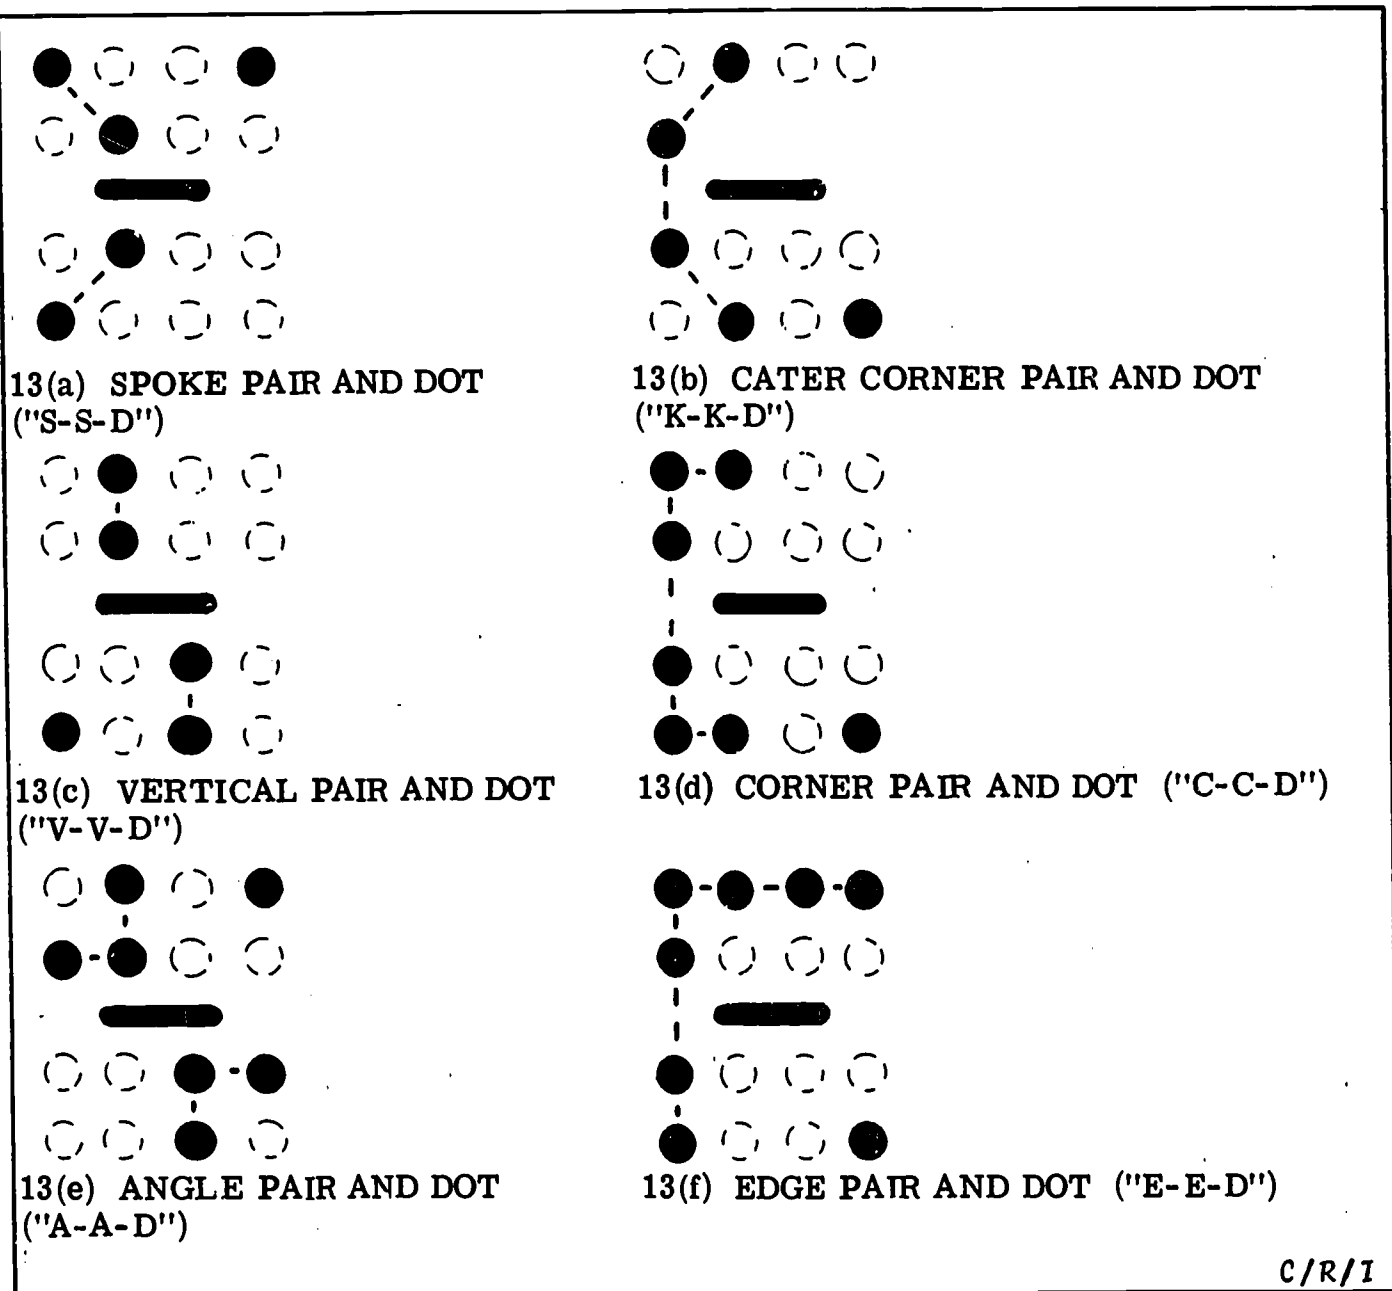 13(a) SPOKE PAIR AND DOT
("S-S-D")
13(b) CATER CORNER PAIR AND DOT
("K-K-D")
13(c) VERTICAL PAIR AND DOT
("V-V-D")
13(d) CORNER PAIR AND DOT ("C-C-D")
13(e) ANGLE PAIR AND DOT
("A-A-D")
13(f) EDGE PAIR AND DOT ("E-E-D")
C/R/I